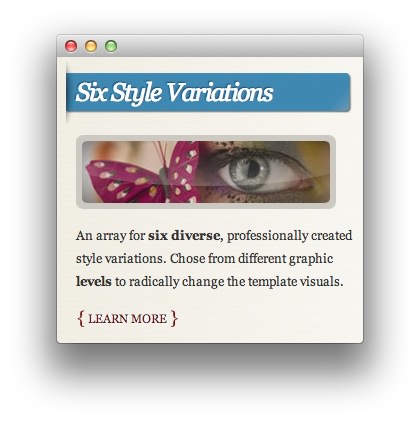 Six Style Variations
An array for six diverse, professionally created
style variations. Chose from different graphic
levels to radically change the template visuals.
{ LEARN MORE }